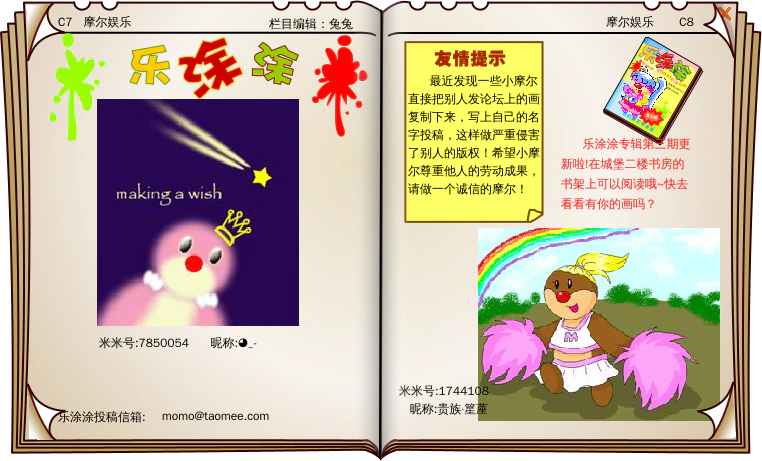 C7 摩尔娱乐 栏目编辑：兔兔
乐涂涂
making a wish
米米号:7850054 昵称:◕_-
乐涂涂投稿信箱: momo@taomee.com
摩尔娱乐 C8
友情提示
最近发现一些小摩尔
直接把别人发论坛上的画
复制下来，写上自己的名
字投稿，这样做严重侵害
了别人的版权！希望小摩
尔尊重他人的劳动成果，
请做一个诚信的摩尔！
乐涂涂
乐涂涂专辑第三期更
新啦!在城堡二楼书房的
书架上可以阅读哦~快去
看看有你的画吗？
M
米米号:1744108
昵称:贵族·篁蓙